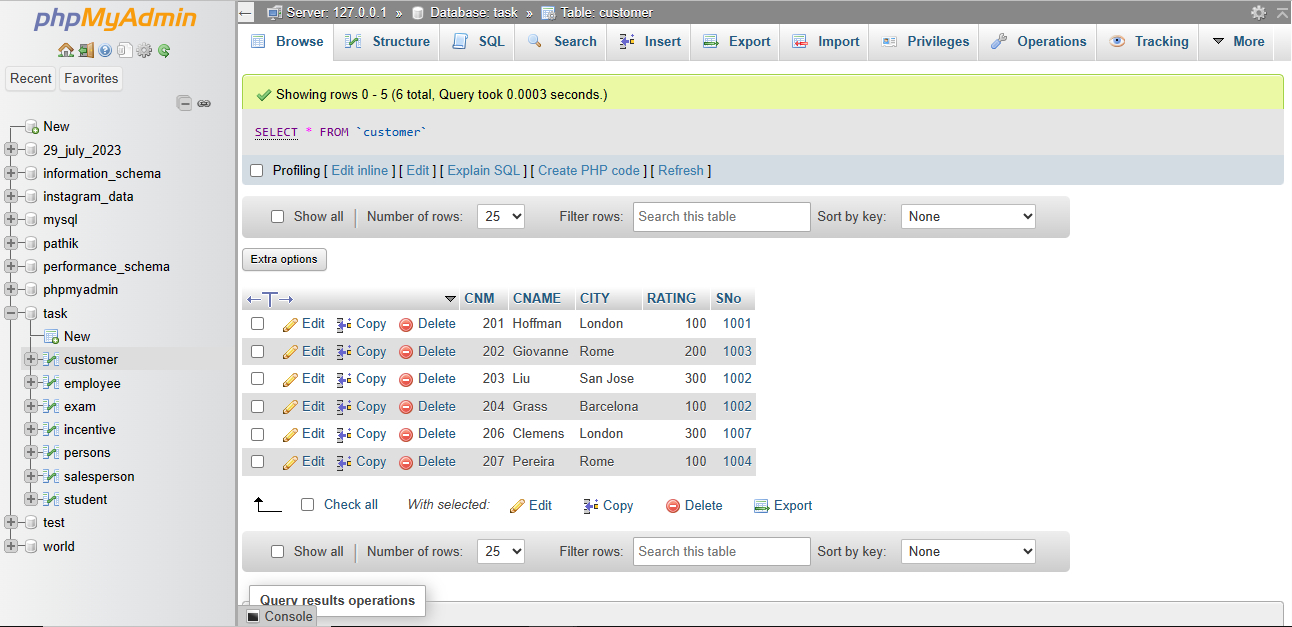 phpMyAdmin
Recent Favorites
New
29_july_2023
information_schema
instagram_data
mysql
pathik
performance_schema
phpmyadmin
task
New
customer
employee
exam
incentive
persons
salesperson
student
test
world
Server: 127.0.0.1 » Database: task » Table: customer
Browse Structure SQL Search Insert Export Import Privileges Operations Tracking More
Showing rows 0 - 5 (6 total, Query took 0.0003 seconds.)
SELECT * FROM `customer`
Profiling [ Edit inline ] [ Edit ] [ Explain SQL ] [ Create PHP code ] [ Refresh ]
Show all | Number of rows: 25 Filter rows: Search this table Sort by key: None
Extra options
←T→ CNM CNAME CITY RATING SNo
Edit Copy Delete 201 Hoffman London 100 1001
Edit Copy Delete 202 Giovanne Rome 200 1003
Edit Copy Delete 203 Liu San Jose 300 1002
Edit Copy Delete 204 Grass Barcelona 100 1002
Edit Copy Delete 206 Clemens London 300 1007
Edit Copy Delete 207 Pereira Rome 100 1004
Check all With selected: Edit Copy Delete Export
Show all | Number of rows: 25 Filter rows: Search this table Sort by key: None
Query results operations
Console